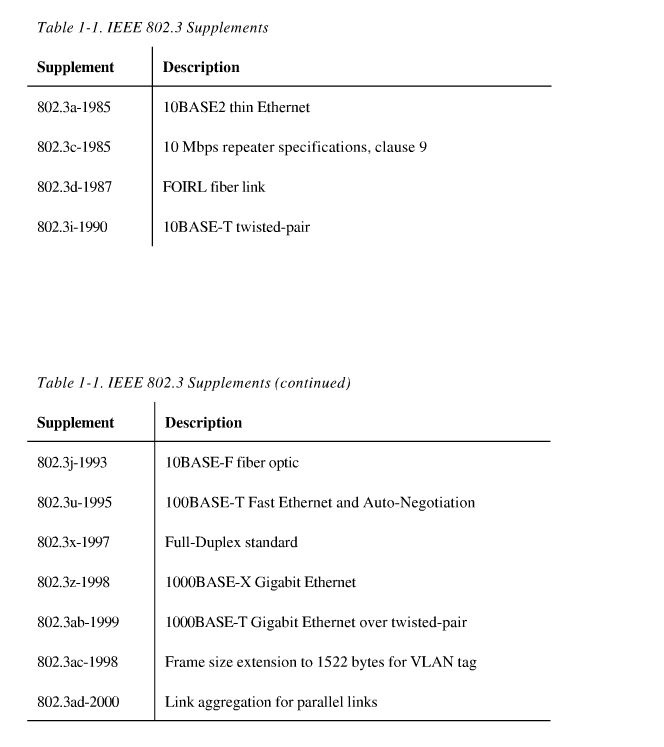 Table 1-1. IEEE 802.3 Supplements
Supplement Description
802.3a-1985 10BASE2 thin Ethernet
802.3c-1985 10 Mbps repeater specifications, clause 9
802.3d-1987 FOIRL fiber link
802.3i-1990 10BASE-T twisted-pair
Table 1-1. IEEE 802.3 Supplements (continued)
Supplement Description
802.3j-1993 10BASE-F fiber optic
802.3u-1995 100BASE-T Fast Ethernet and Auto-Negotiation
802.3x-1997 Full-Duplex standard
802.3z-1998 1000BASE-X Gigabit Ethernet
802.3ab-1999 1000BASE-T Gigabit Ethernet over twisted-pair
802.3ac-1998 Frame size extension to 1522 bytes for VLAN tag
802.3ad-2000 Link aggregation for parallel links